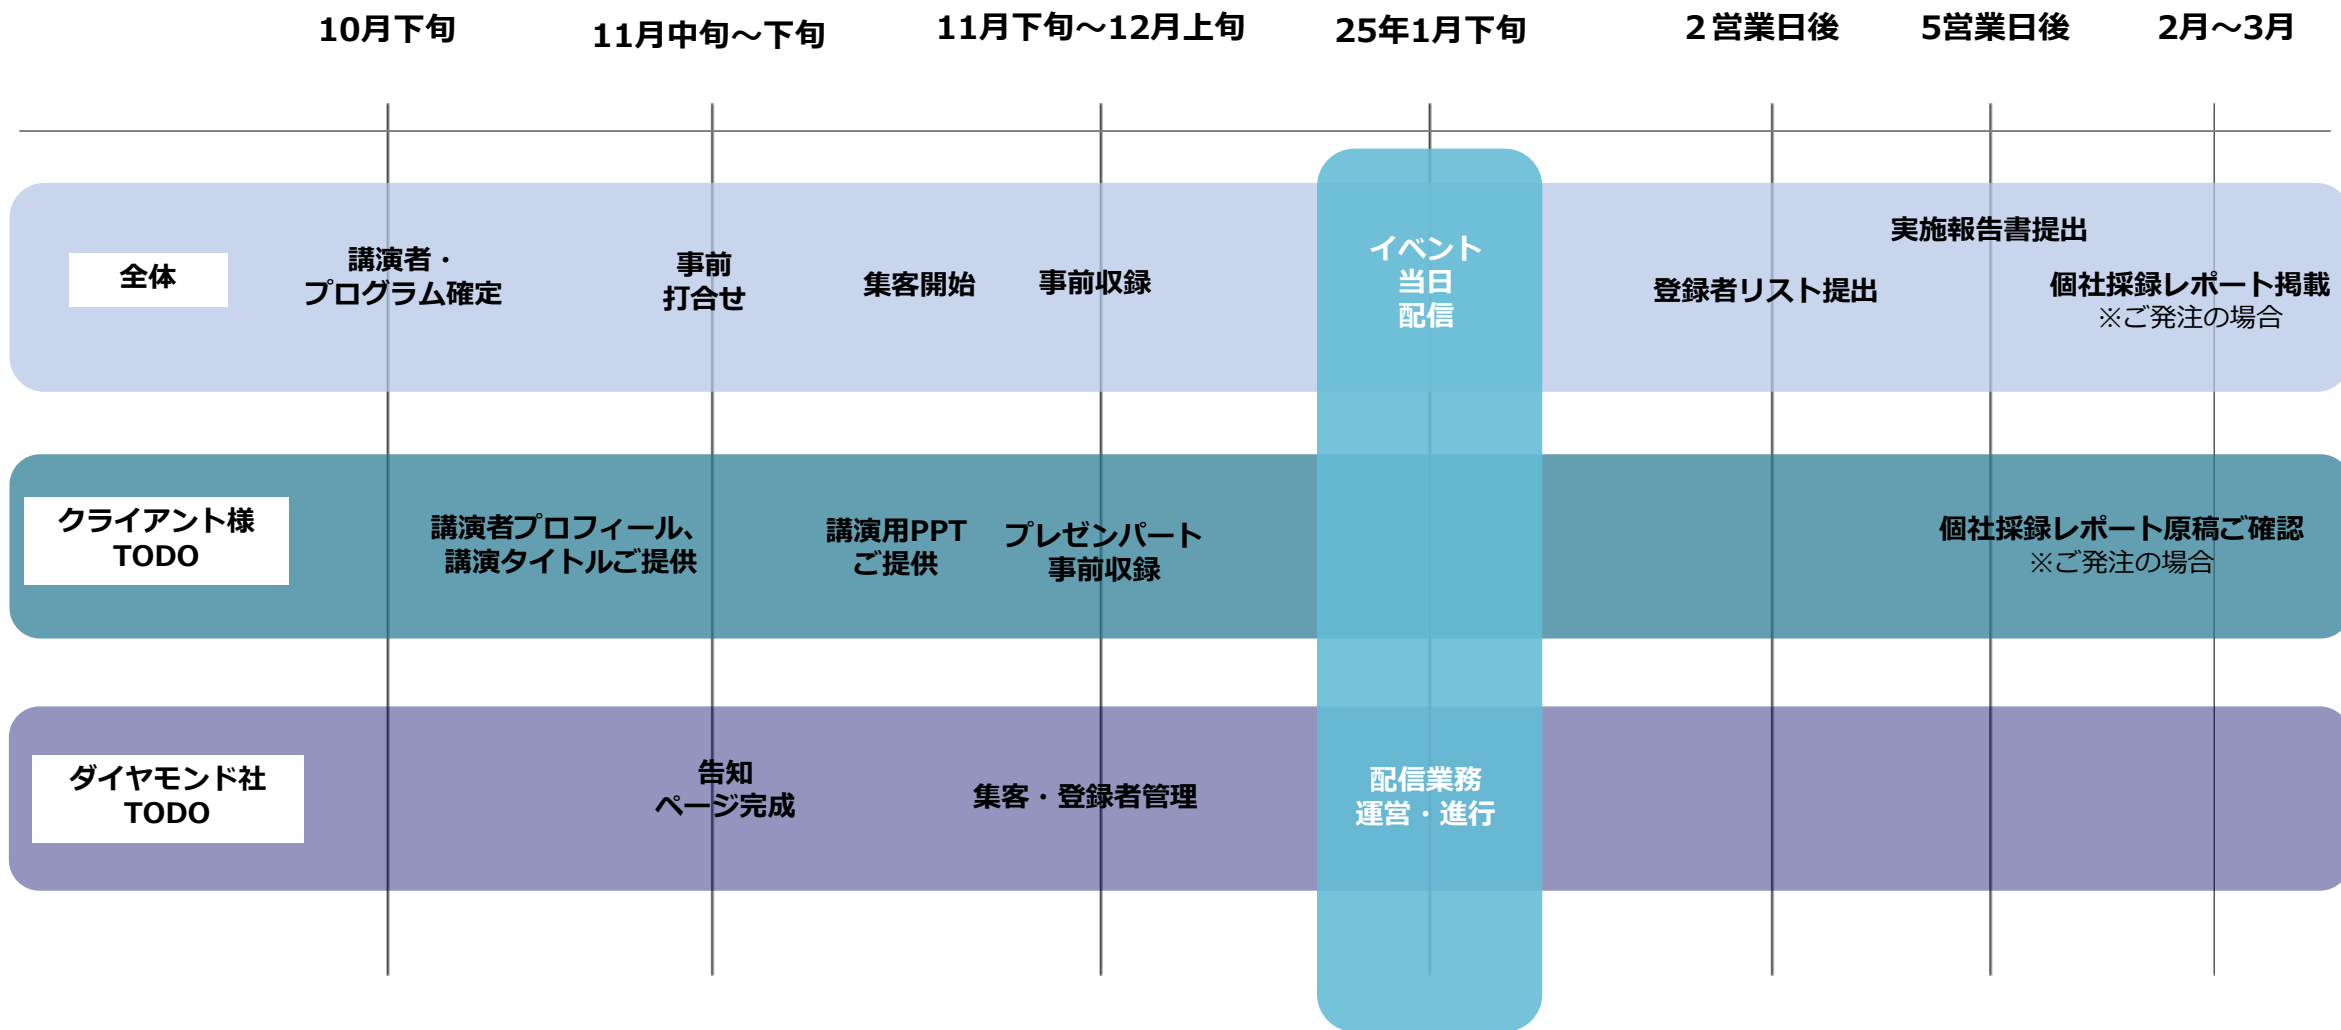 10月下旬
11月中旬～下旬
11月下旬～12月上旬
25年1月下旬
２営業日後
5営業日後
2月～3月
全体
講演者・
プログラム確定
事前
打合せ
集客開始
事前収録
イベント
当日
配信
登録者リスト提出
実施報告書提出
個社採録レポート掲載
※ご発注の場合
クライアント様
TODO
講演者プロフィール、
講演タイトルご提供
講演用PPT
ご提供
プレゼンパート
事前収録
個社採録レポート原稿ご確認
※ご発注の場合
ダイヤモンド社
TODO
告知
ページ完成
集客・登録者管理
配信業務
運営・進行